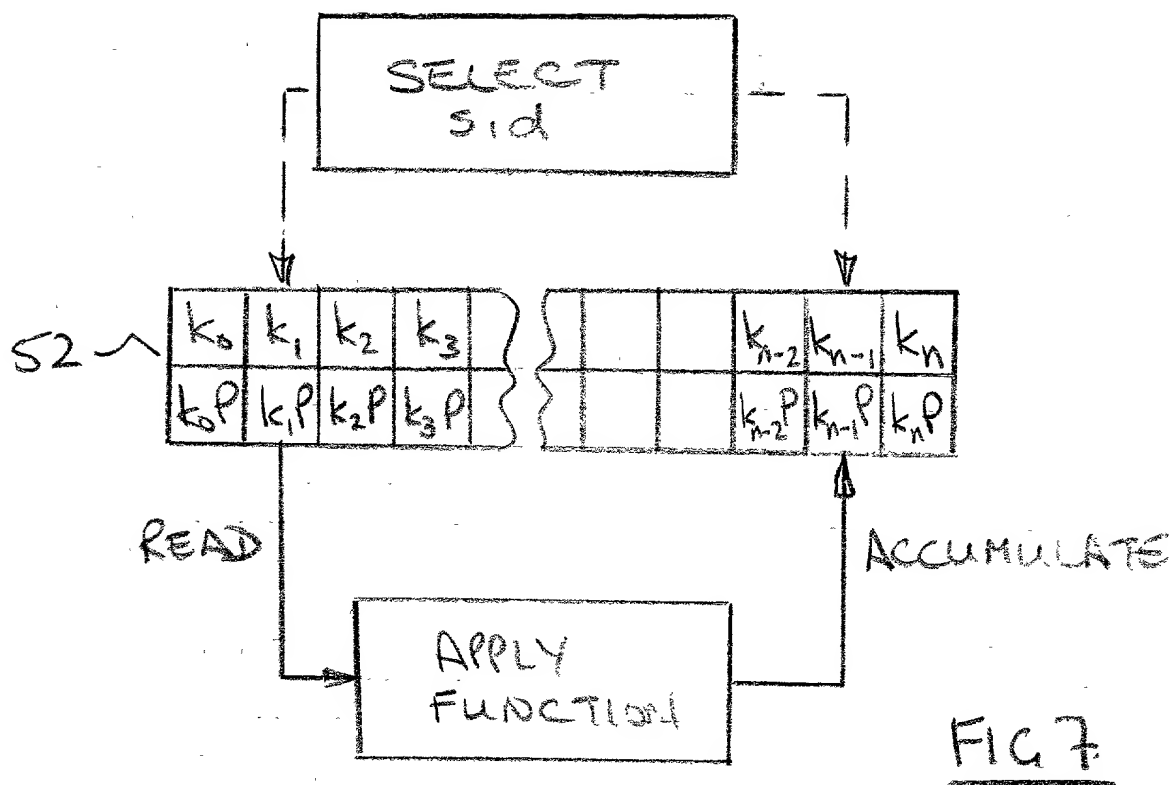 SELECT
s,d
52
k₀ k₁ k₂ k₃ kₙ₋₂ kₙ₋₁ kₙ
k₀P k₁P k₂P k₃P kₙ₋₂P kₙ₋₁P kₙP
READ
ACCUMULATE
APPLY
FUNCTION
FIG 7